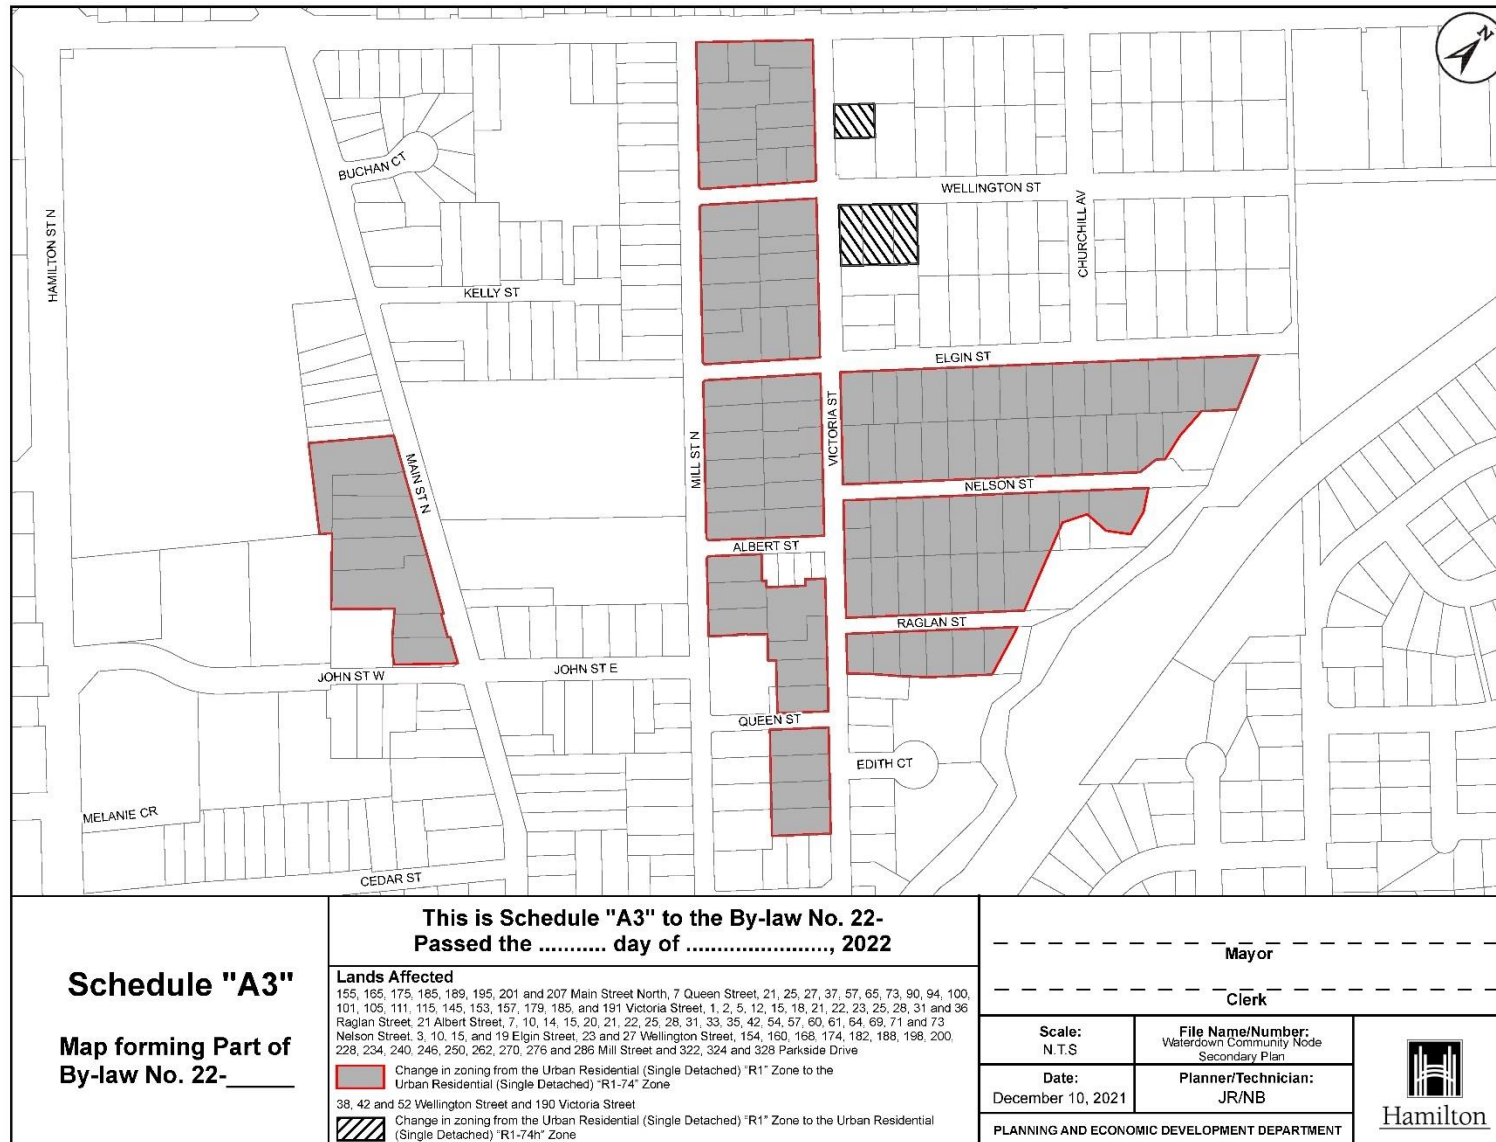 N
BUCHAN CT
WELLINGTON ST
CHURCHILL AV
HAMILTON ST N
KELLY ST
ELGIN ST
VICTORIA ST
MAIN ST N
MILL ST N
NELSON ST
ALBERT ST
RAGLAN ST
JOHN ST W
JOHN ST E
QUEEN ST
EDITH CT
MELANIE CR
CEDAR ST
Schedule "A3"
Map forming Part of
By-law No. 22-_____
This is Schedule "A3" to the By-law No. 22-
Passed the ........... day of ......................., 2022
Lands Affected
155, 165, 175, 185, 189, 195, 201 and 207 Main Street North, 7 Queen Street, 21, 25, 27, 37, 57, 65, 73, 90, 94, 100,
101, 105, 111, 115, 145, 153, 157, 179, 185, and 191 Victoria Street, 1, 2, 5, 12, 15, 18, 21, 22, 23, 25, 28, 31 and 36
Raglan Street, 21 Albert Street, 7, 10, 14, 15, 20, 21, 22, 25, 28, 31, 33, 35, 42, 54, 57, 60, 61, 64, 69, 71 and 73
Nelson Street, 3, 10, 15, and 19 Elgin Street, 23 and 27 Wellington Street, 154, 160, 168, 174, 182, 188, 198, 200,
228, 234, 240, 246, 250, 262, 270, 276 and 286 Mill Street and 322, 324 and 328 Parkside Drive
Change in zoning from the Urban Residential (Single Detached) "R1" Zone to the
Urban Residential (Single Detached) "R1-74" Zone
38, 42 and 52 Wellington Street and 190 Victoria Street
Change in zoning from the Urban Residential (Single Detached) "R1" Zone to the Urban Residential
(Single Detached) "R1-74h" Zone
Mayor
Clerk
Scale:
N.T.S
File Name/Number:
Waterdown Community Node
Secondary Plan
Date:
December 10, 2021
Planner/Technician:
JR/NB
PLANNING AND ECONOMIC DEVELOPMENT DEPARTMENT
Hamilton